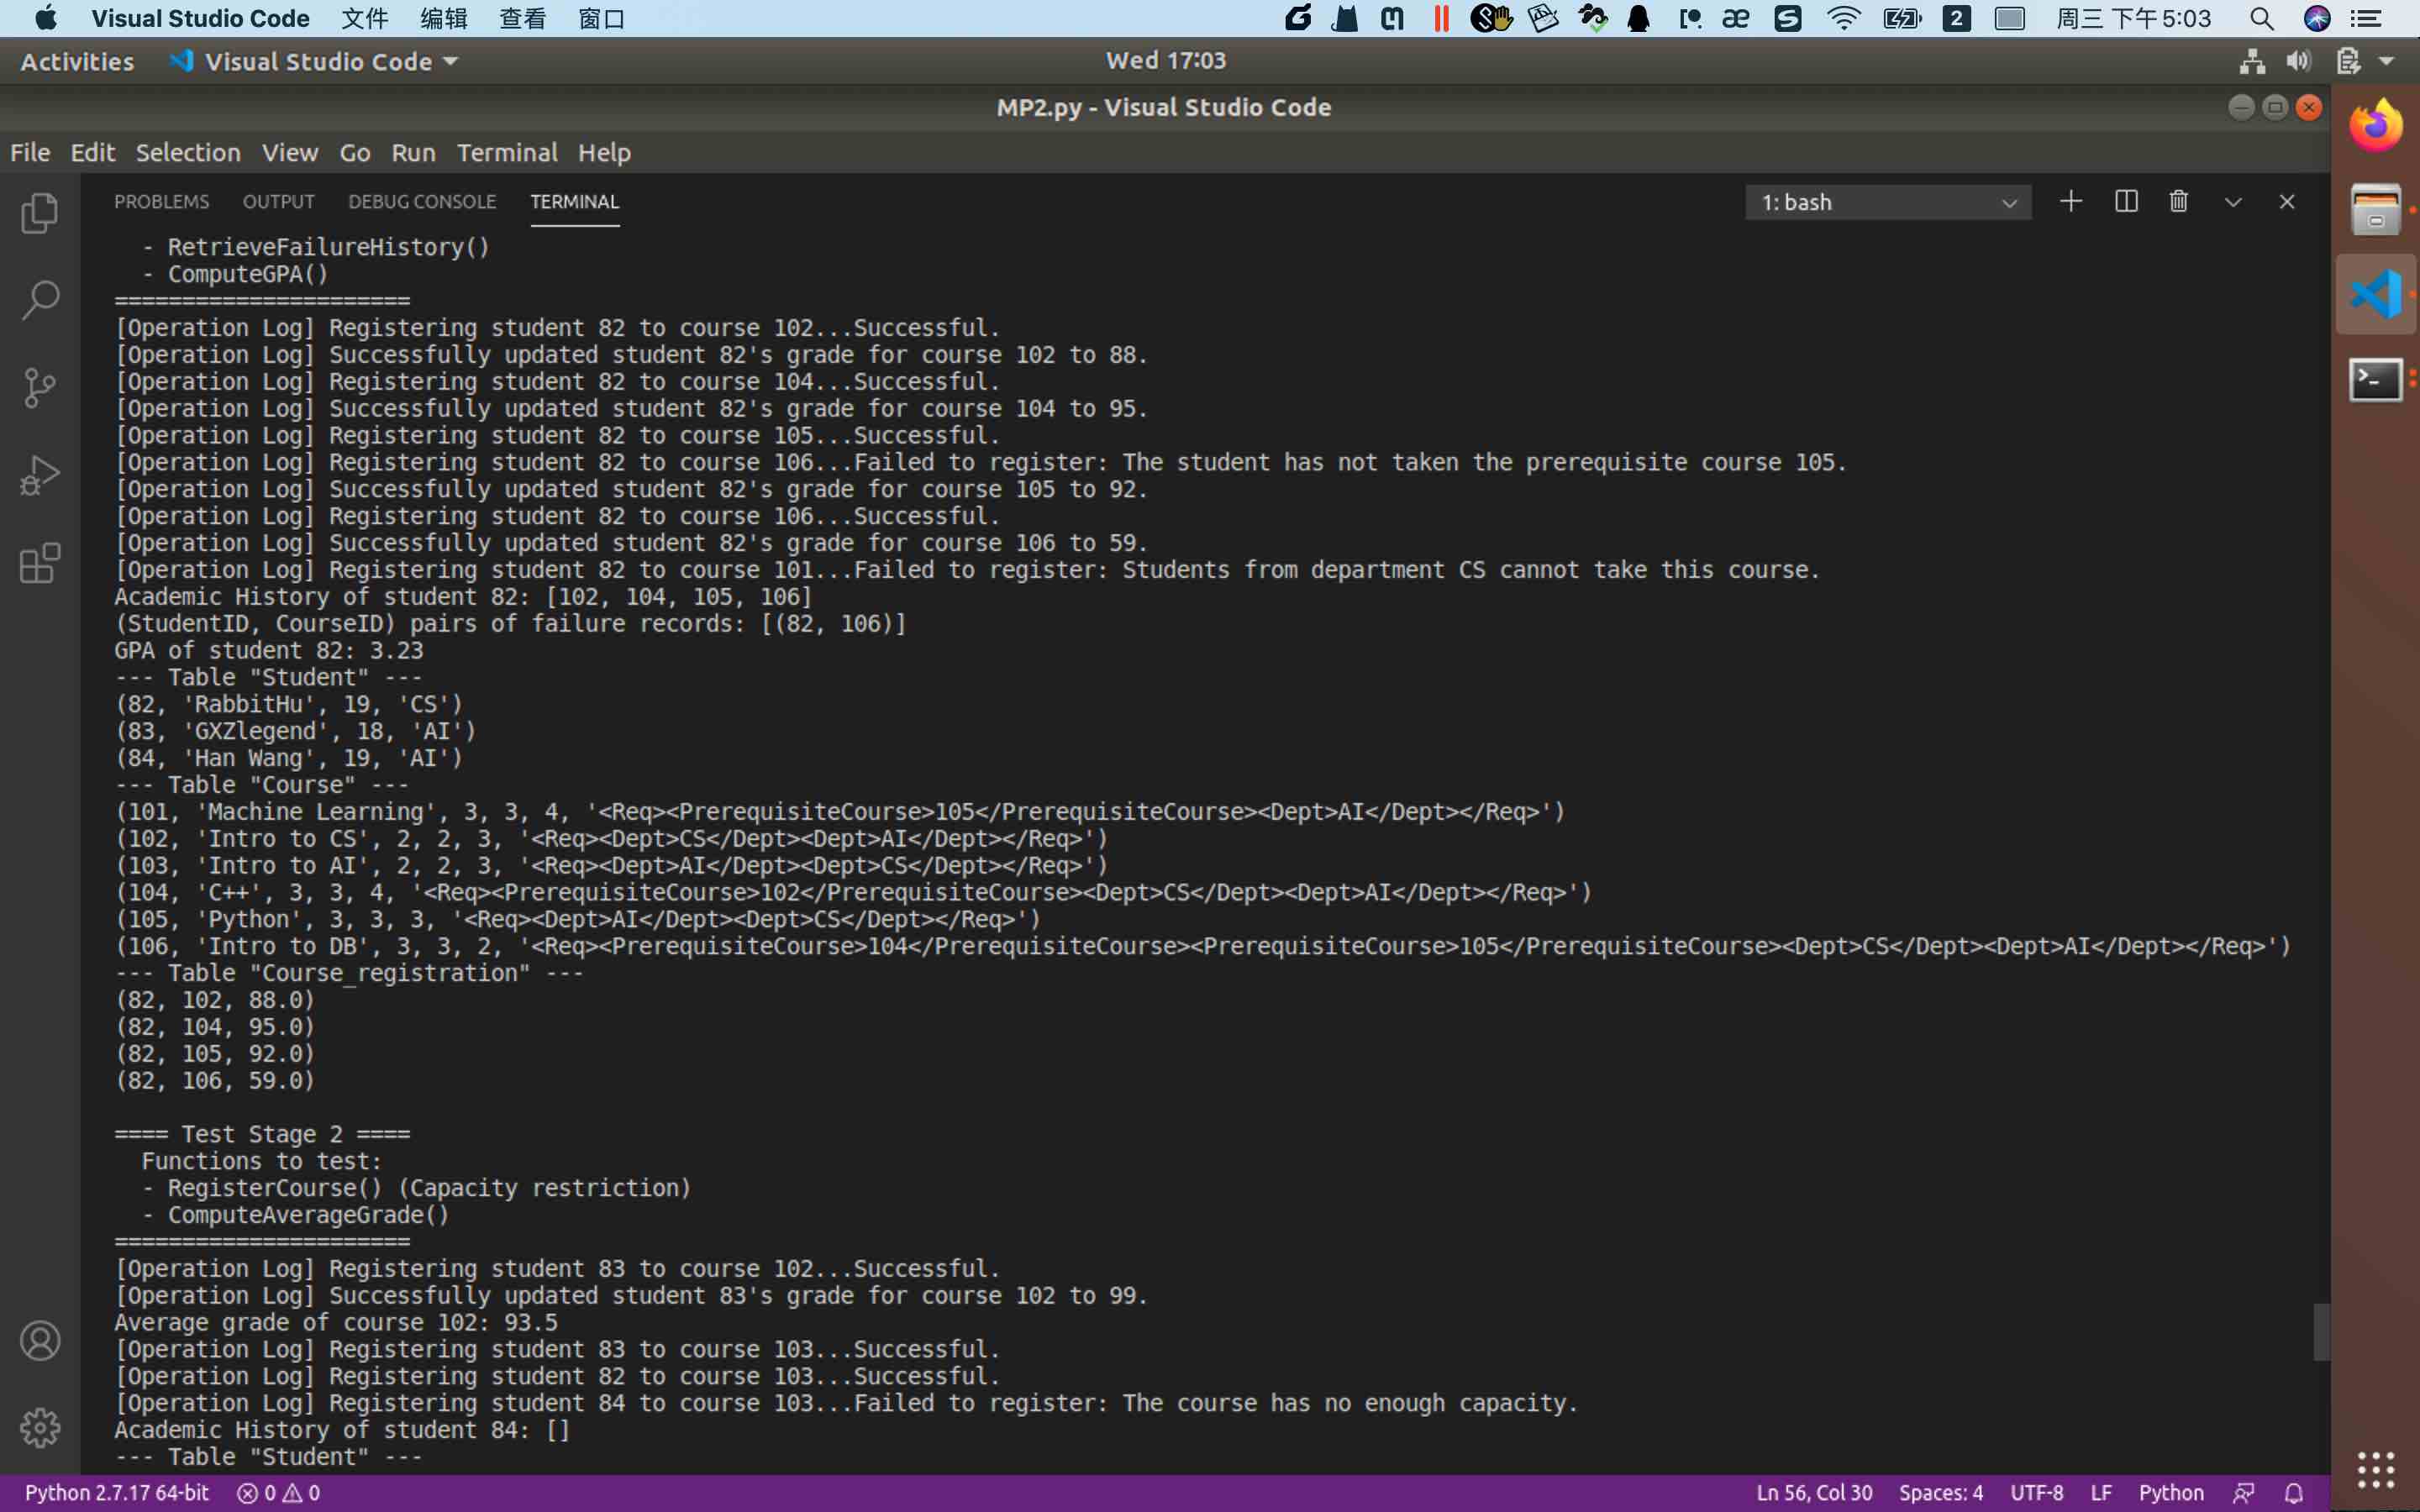 Visual Studio Code 文件 编辑 查看 窗口 2 周三 下午5:03
Activities Visual Studio Code Wed 17:03
MP2.py - Visual Studio Code
File Edit Selection View Go Run Terminal Help
PROBLEMS OUTPUT DEBUG CONSOLE TERMINAL 1: bash
- RetrieveFailureHistory()
- ComputeGPA()
======================
[Operation Log] Registering student 82 to course 102...Successful.
[Operation Log] Successfully updated student 82's grade for course 102 to 88.
[Operation Log] Registering student 82 to course 104...Successful.
[Operation Log] Successfully updated student 82's grade for course 104 to 95.
[Operation Log] Registering student 82 to course 105...Successful.
[Operation Log] Registering student 82 to course 106...Failed to register: The student has not taken the prerequisite course 105.
[Operation Log] Successfully updated student 82's grade for course 105 to 92.
[Operation Log] Registering student 82 to course 106...Successful.
[Operation Log] Successfully updated student 82's grade for course 106 to 59.
[Operation Log] Registering student 82 to course 101...Failed to register: Students from department CS cannot take this course.
Academic History of student 82: [102, 104, 105, 106]
(StudentID, CourseID) pairs of failure records: [(82, 106)]
GPA of student 82: 3.23
--- Table "Student" ---
(82, 'RabbitHu', 19, 'CS')
(83, 'GXZlegend', 18, 'AI')
(84, 'Han Wang', 19, 'AI')
--- Table "Course" ---
(101, 'Machine Learning', 3, 3, 4, '<Req><PrerequisiteCourse>105</PrerequisiteCourse><Dept>AI</Dept></Req>')
(102, 'Intro to CS', 2, 2, 3, '<Req><Dept>CS</Dept><Dept>AI</Dept></Req>')
(103, 'Intro to AI', 2, 2, 3, '<Req><Dept>AI</Dept><Dept>CS</Dept></Req>')
(104, 'C++', 3, 3, 4, '<Req><PrerequisiteCourse>102</PrerequisiteCourse><Dept>CS</Dept><Dept>AI</Dept></Req>')
(105, 'Python', 3, 3, 3, '<Req><Dept>AI</Dept><Dept>CS</Dept></Req>')
(106, 'Intro to DB', 3, 3, 2, '<Req><PrerequisiteCourse>104</PrerequisiteCourse><PrerequisiteCourse>105</PrerequisiteCourse><Dept>CS</Dept><Dept>AI</Dept></Req>')
--- Table "Course_registration" ---
(82, 102, 88.0)
(82, 104, 95.0)
(82, 105, 92.0)
(82, 106, 59.0)
==== Test Stage 2 ====
Functions to test:
- RegisterCourse() (Capacity restriction)
- ComputeAverageGrade()
======================
[Operation Log] Registering student 83 to course 102...Successful.
[Operation Log] Successfully updated student 83's grade for course 102 to 99.
Average grade of course 102: 93.5
[Operation Log] Registering student 83 to course 103...Successful.
[Operation Log] Registering student 82 to course 103...Successful.
[Operation Log] Registering student 84 to course 103...Failed to register: The course has no enough capacity.
Academic History of student 84: []
--- Table "Student" ---
Python 2.7.17 64-bit 0 0 Ln 56, Col 30 Spaces: 4 UTF-8 LF Python